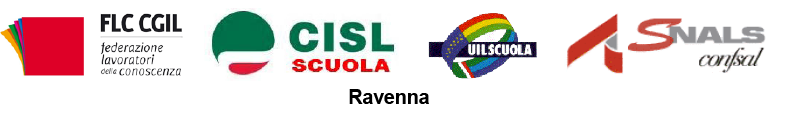 FLC CGIL
federazione
lavoratori
della conoscenza
CISL
SCUOLA
UILSCUOLA
SNALS
confsal
Ravenna